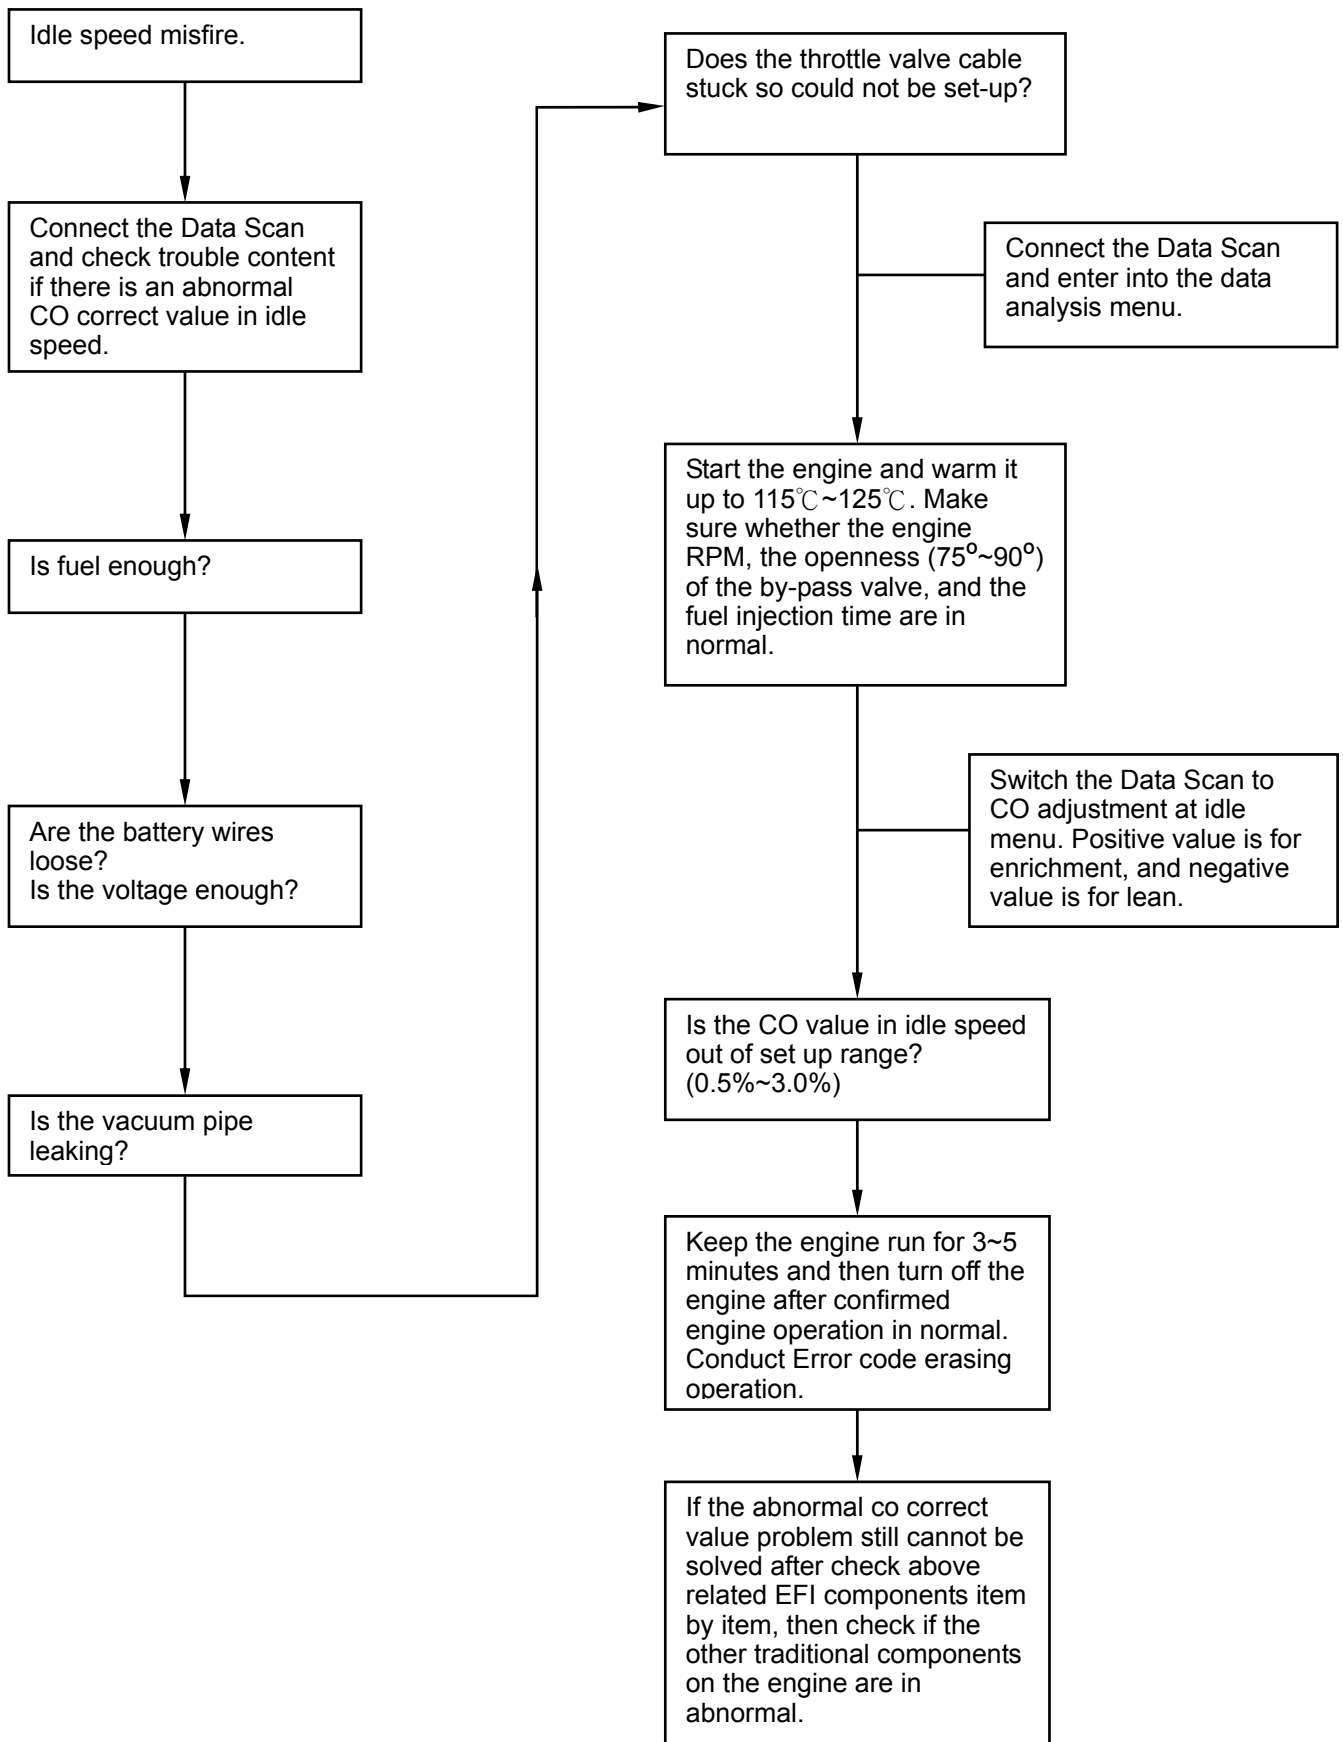 Idle speed misfire.
Connect the Data Scan
and check trouble content
if there is an abnormal
CO correct value in idle
speed.
Is fuel enough?
Are the battery wires
loose?
Is the voltage enough?
Is the vacuum pipe
leaking?
Does the throttle valve cable
stuck so could not be set-up?
Connect the Data Scan
and enter into the data
analysis menu.
Start the engine and warm it
up to 115℃~125℃. Make
sure whether the engine
RPM, the openness (75º~90º)
of the by-pass valve, and the
fuel injection time are in
normal.
Switch the Data Scan to
CO adjustment at idle
menu. Positive value is for
enrichment, and negative
value is for lean.
Is the CO value in idle speed
out of set up range?
(0.5%~3.0%)
Keep the engine run for 3~5
minutes and then turn off the
engine after confirmed
engine operation in normal.
Conduct Error code erasing
operation.
If the abnormal co correct
value problem still cannot be
solved after check above
related EFI components item
by item, then check if the
other traditional components
on the engine are in
abnormal.